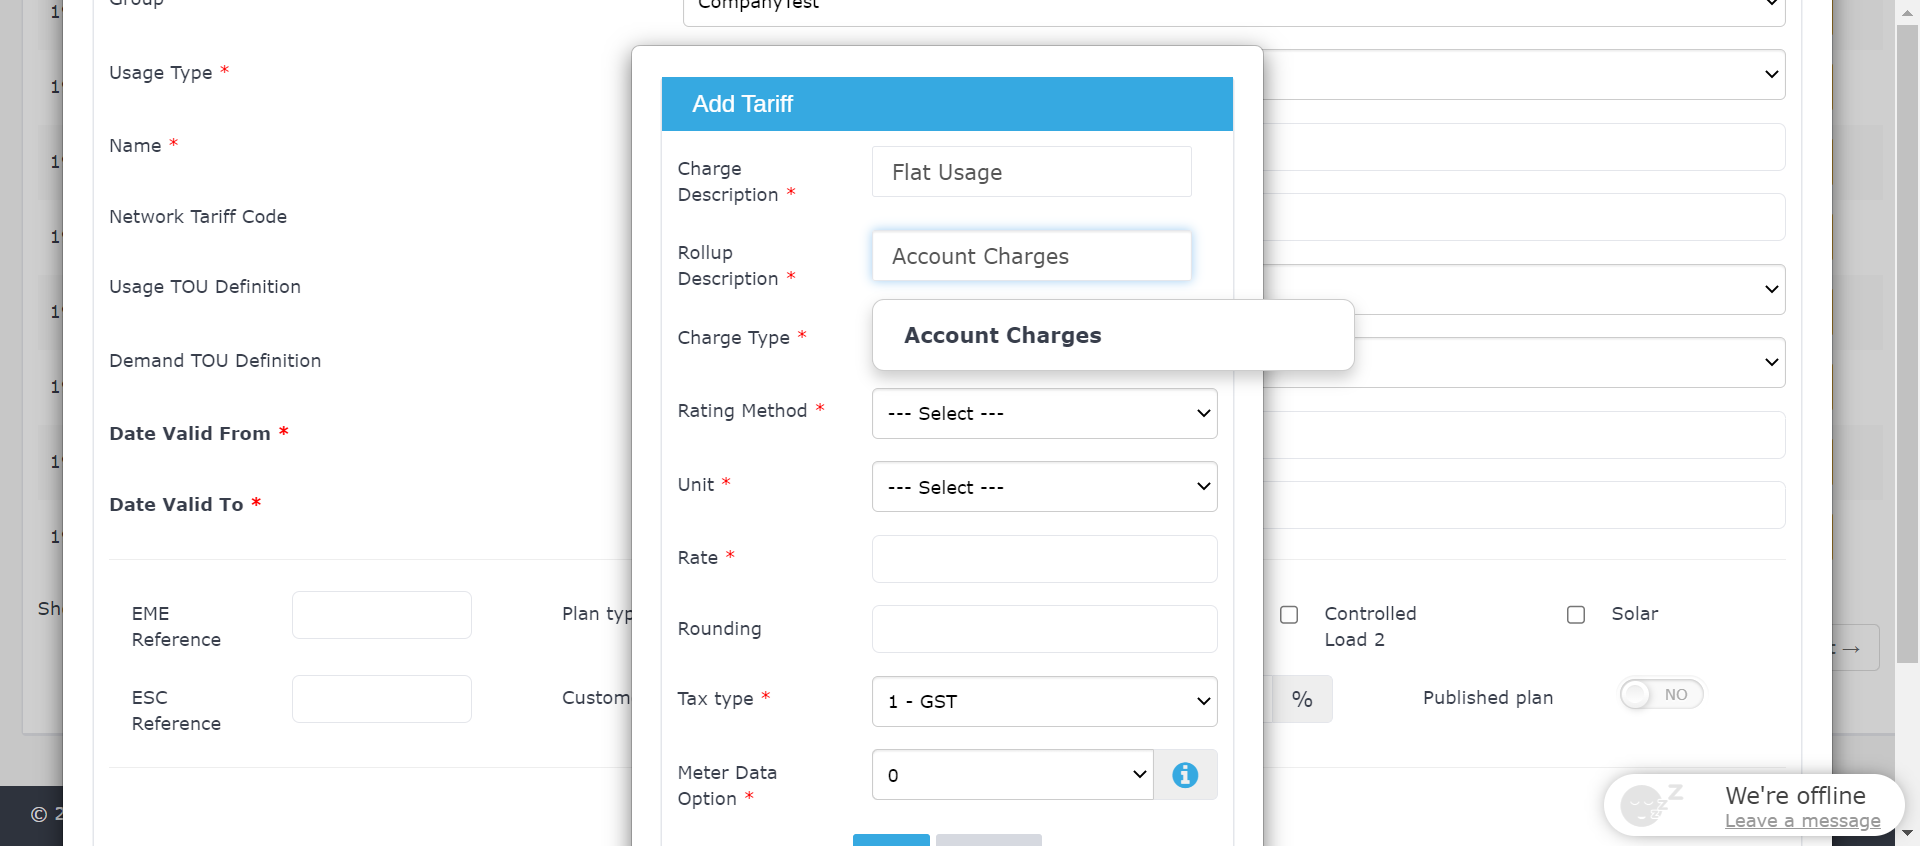 CompanyTest
Usage Type *
Name *
Network Tariff Code
Usage TOU Definition
Demand TOU Definition
Date Valid From *
Date Valid To *
EME
Reference
Plan typ
ESC
Reference
Custom
Add Tariff
Charge
Description *
Flat Usage
Rollup
Description *
Account Charges
Account Charges
Charge Type *
Rating Method *
--- Select ---
Unit *
--- Select ---
Rate *
Rounding
Tax type *
1 - GST
Meter Data
Option *
0
Controlled
Load 2
Solar
%
Published plan
NO
We're offline
Leave a message
© 2